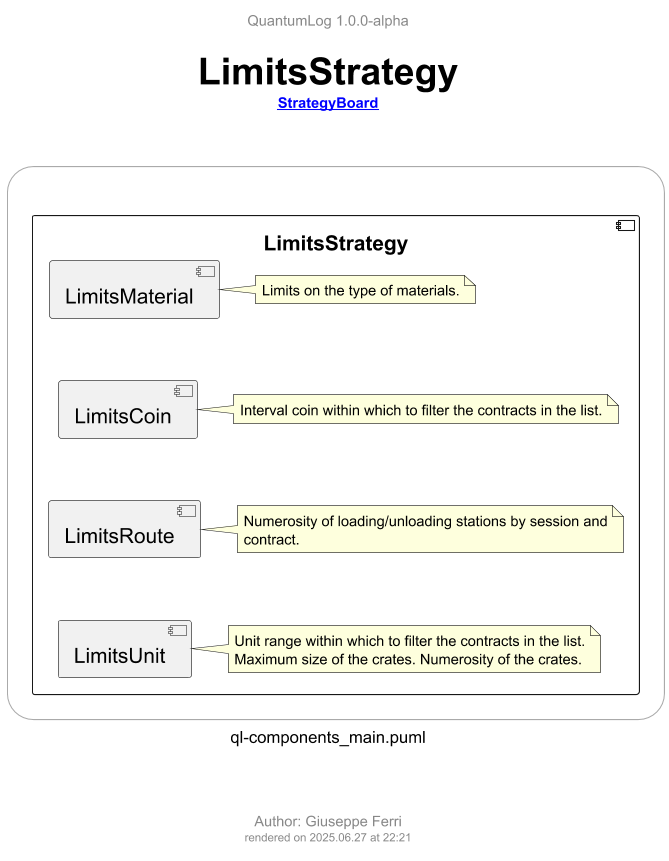 QuantumLog 1.0.0-alpha
LimitsStrategy
StrategyBoard
LimitsStrategy
LimitsMaterial
Limits on the type of materials.
LimitsCoin
Interval coin within which to filter the contracts in the list.
LimitsRoute
Numerosity of loading/unloading stations by session and
contract.
LimitsUnit
Unit range within which to filter the contracts in the list.
Maximum size of the crates. Numerosity of the crates.
ql-components_main.puml
Author: Giuseppe Ferri
rendered on 2025.06.27 at 22:21